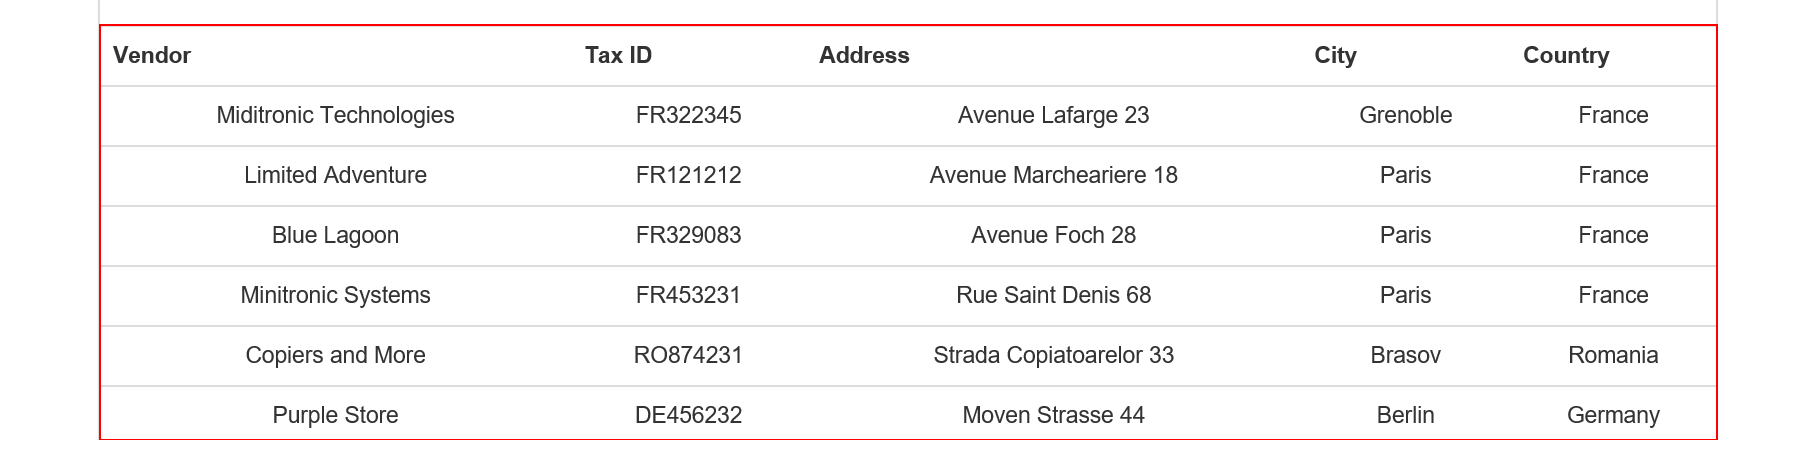 Vendor Tax ID Address City Country
Miditronic Technologies FR322345 Avenue Lafarge 23 Grenoble France
Limited Adventure FR121212 Avenue Marcheariere 18 Paris France
Blue Lagoon FR329083 Avenue Foch 28 Paris France
Minitronic Systems FR453231 Rue Saint Denis 68 Paris France
Copiers and More RO874231 Strada Copiatoarelor 33 Brasov Romania
Purple Store DE456232 Moven Strasse 44 Berlin Germany